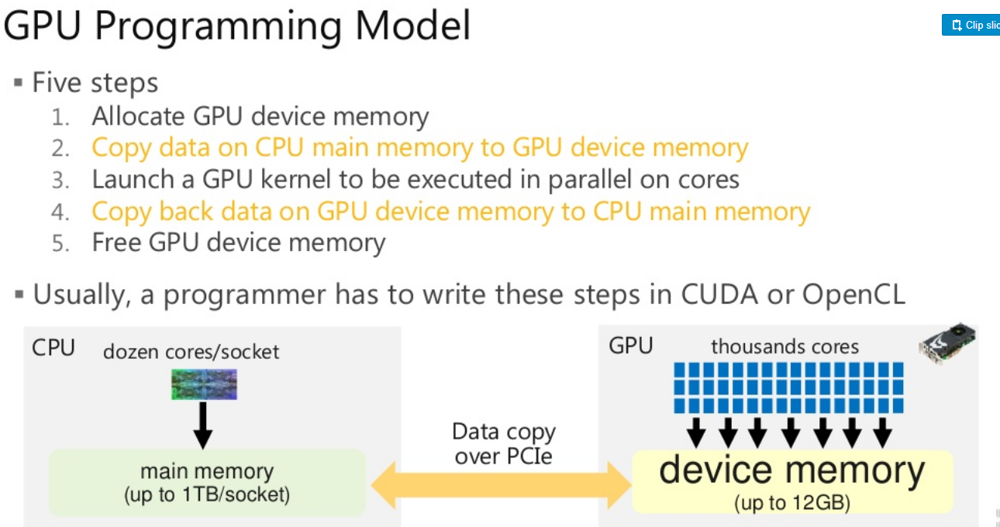 GPU Programming Model
Clip slic
▪ Five steps
1. Allocate GPU device memory
2. Copy data on CPU main memory to GPU device memory
3. Launch a GPU kernel to be executed in parallel on cores
4. Copy back data on GPU device memory to CPU main memory
5. Free GPU device memory
▪ Usually, a programmer has to write these steps in CUDA or OpenCL
CPU
dozen cores/socket
main memory
(up to 1TB/socket)
Data copy
over PCIe
GPU
thousands cores
device memory
(up to 12GB)